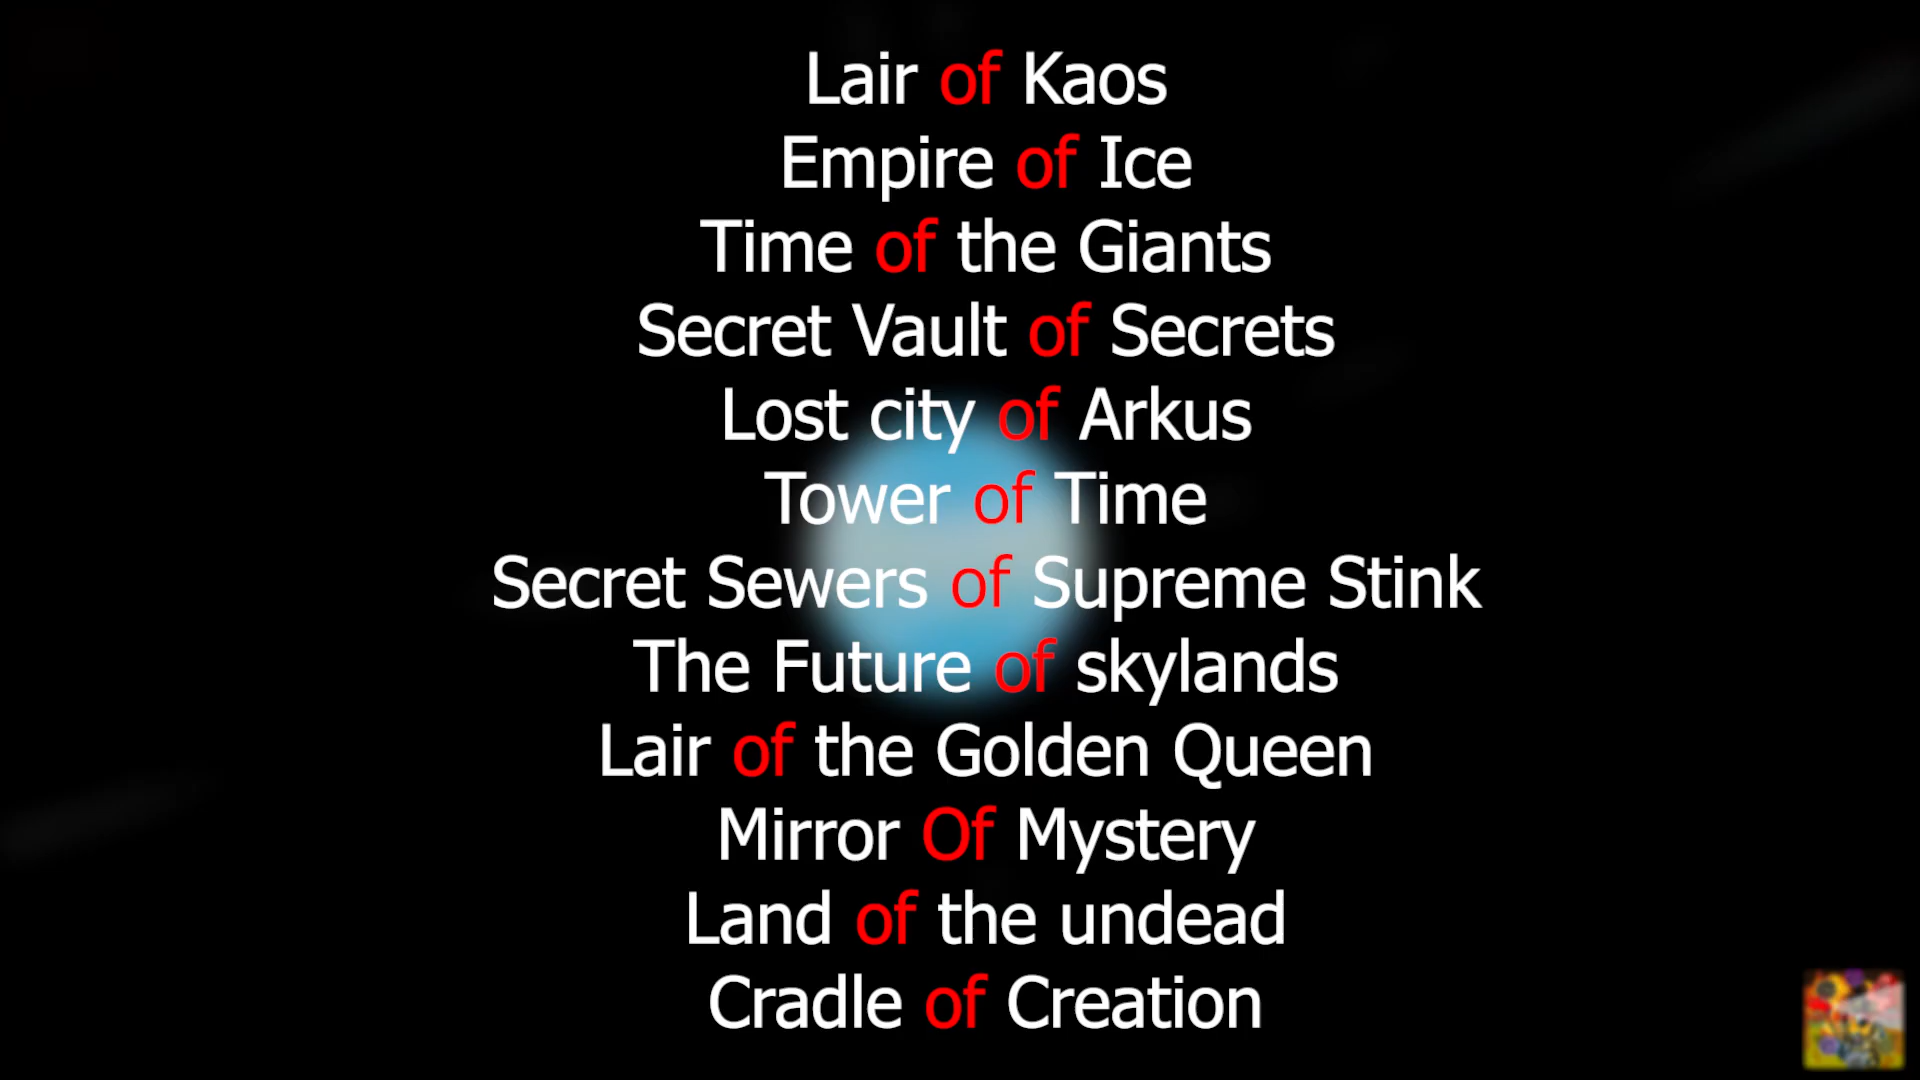 Lair of Kaos
Empire of Ice
Time of the Giants
Secret Vault of Secrets
Lost city of Arkus
Tower of Time
Secret Sewers of Supreme Stink
The Future of skylands
Lair of the Golden Queen
Mirror Of Mystery
Land of the undead
Cradle of Creation